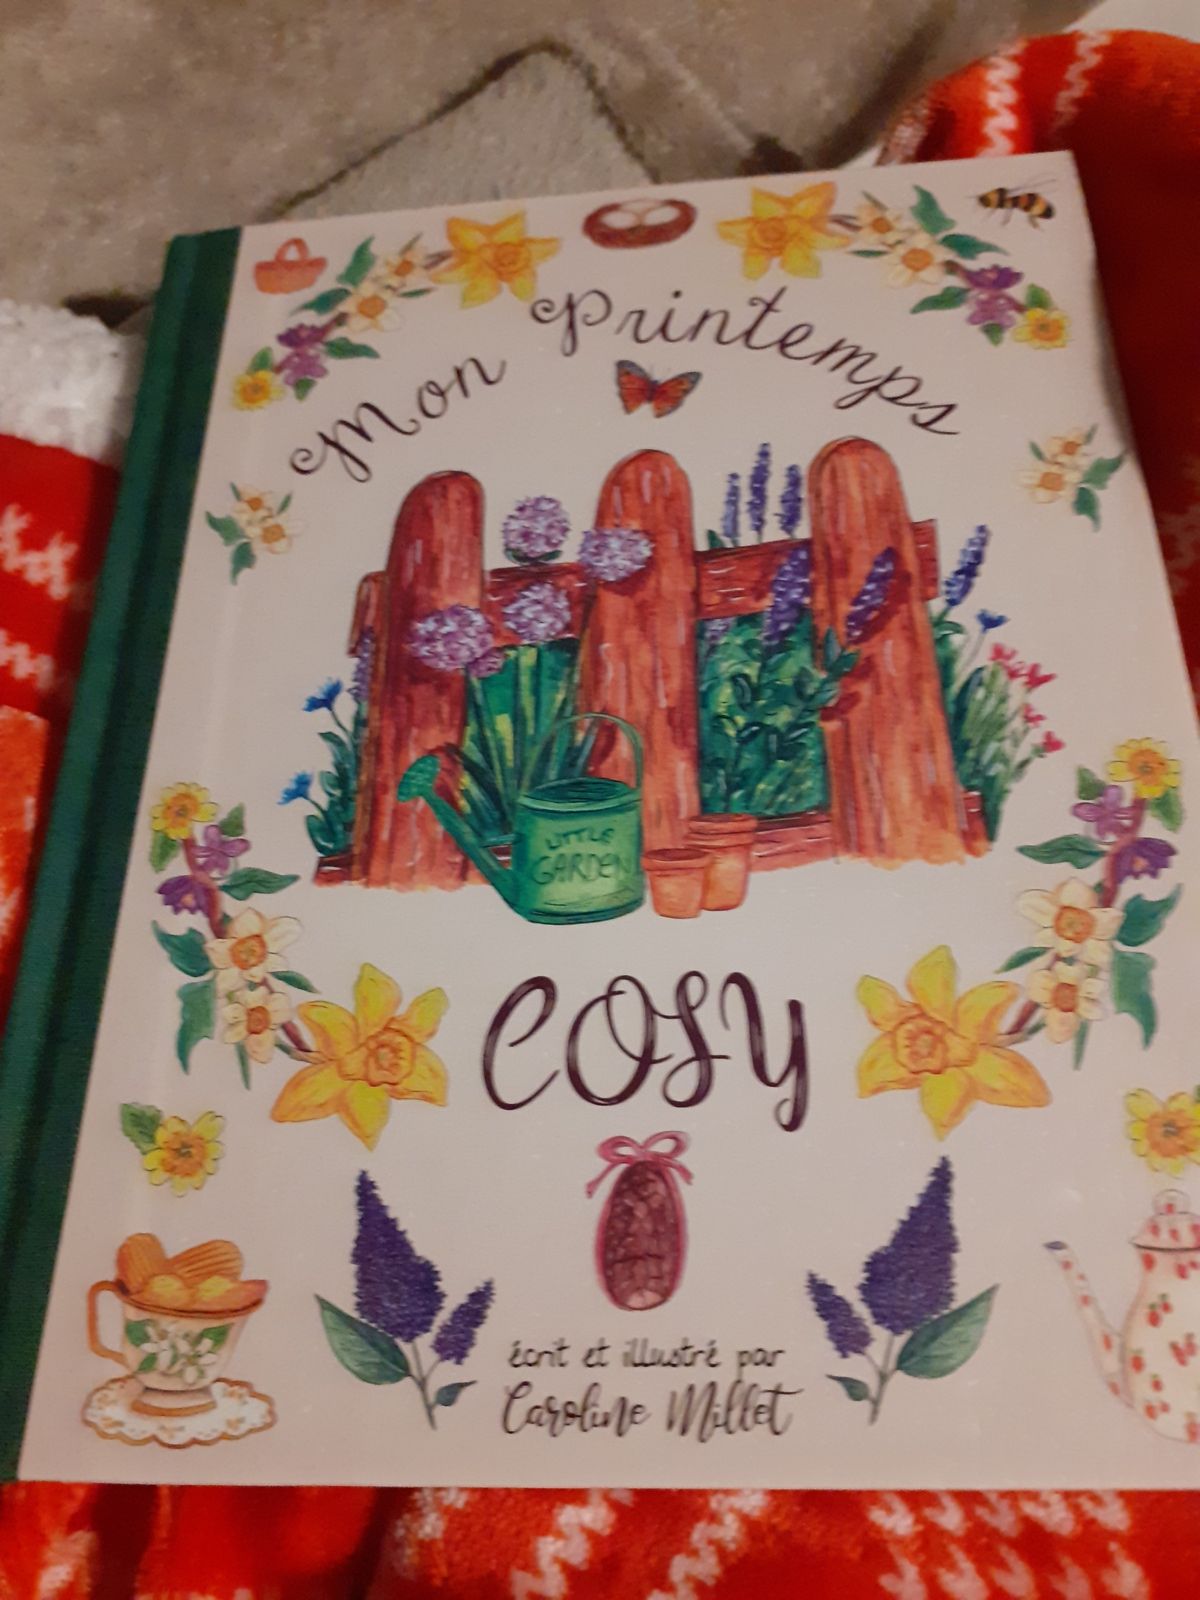 Mon Printemps
LITTLE
GARDEN
COSY
écrit et illustré par
Caroline Millet